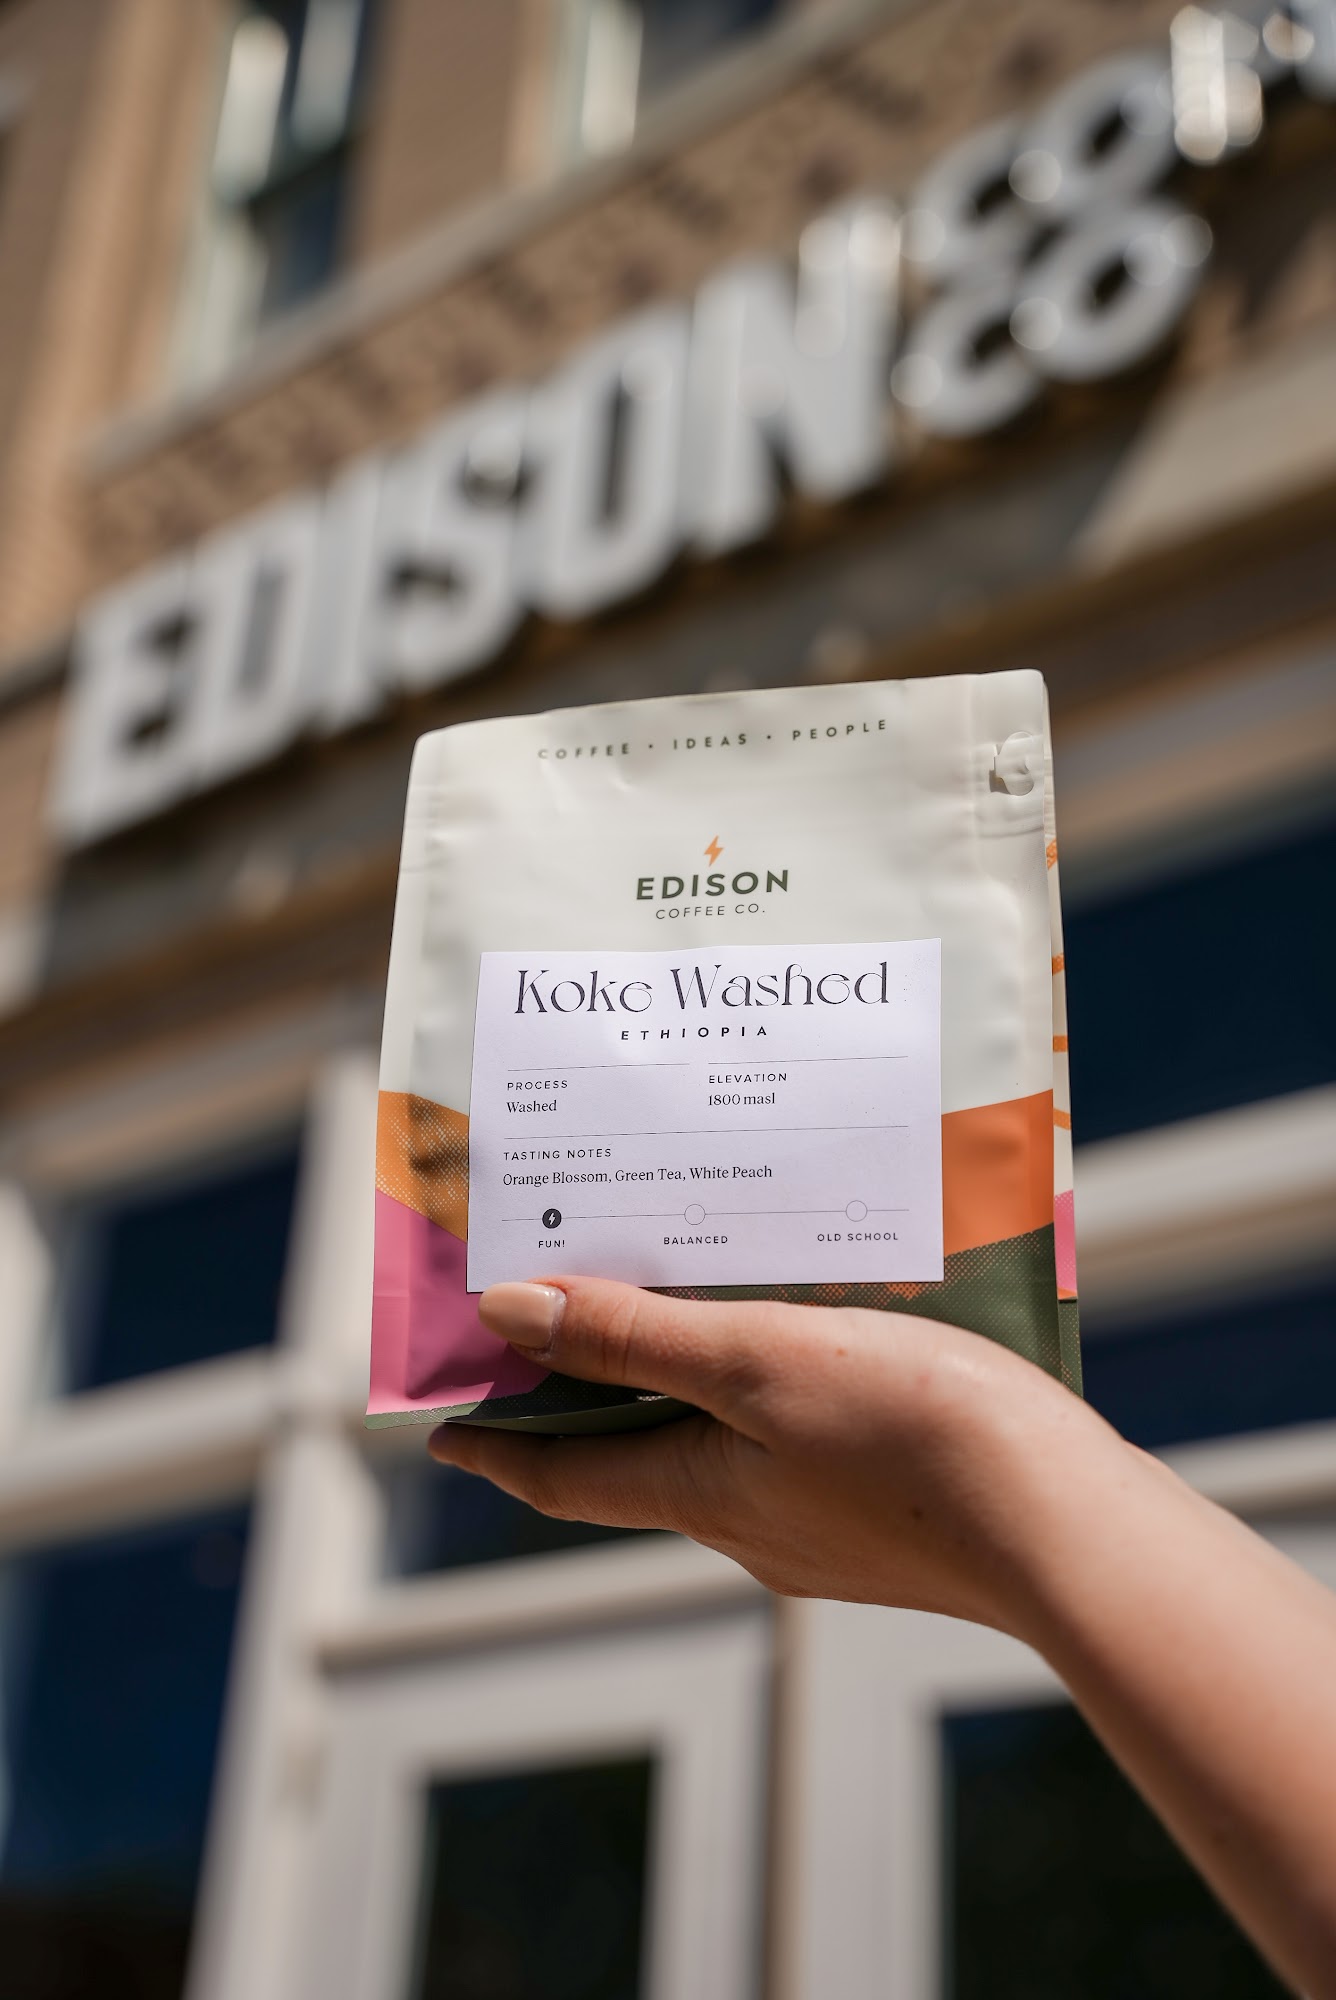 EDISON
CO
CO
COFFEE • IDEAS • PEOPLE
EDISON
COFFEE CO.
Koke Washed
ETHIOPIA
PROCESS
Washed
ELEVATION
1800 masl
TASTING NOTES
Orange Blossom, Green Tea, White Peach
FUN!
BALANCED
OLD SCHOOL